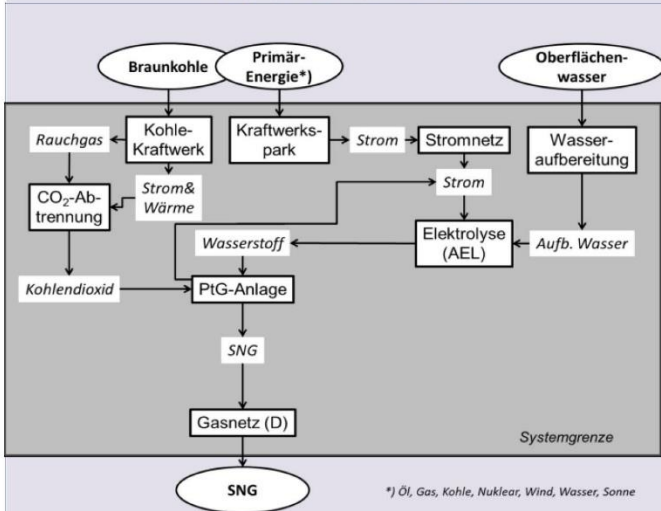 Braunkohle
Primär-
Energie*)
Oberflächen-
wasser
Rauchgas
Kohle-
Kraftwerk
Kraftwerks-
park
Strom
Stromnetz
Wasser-
aufbereitung
CO₂-Ab-
trennung
Strom&
Wärme
Strom
Wasserstoff
Elektrolyse
(AEL)
Aufb. Wasser
Kohlendioxid
PtG-Anlage
SNG
Gasnetz (D)
Systemgrenze
SNG
*) Öl, Gas, Kohle, Nuklear, Wind, Wasser, Sonne